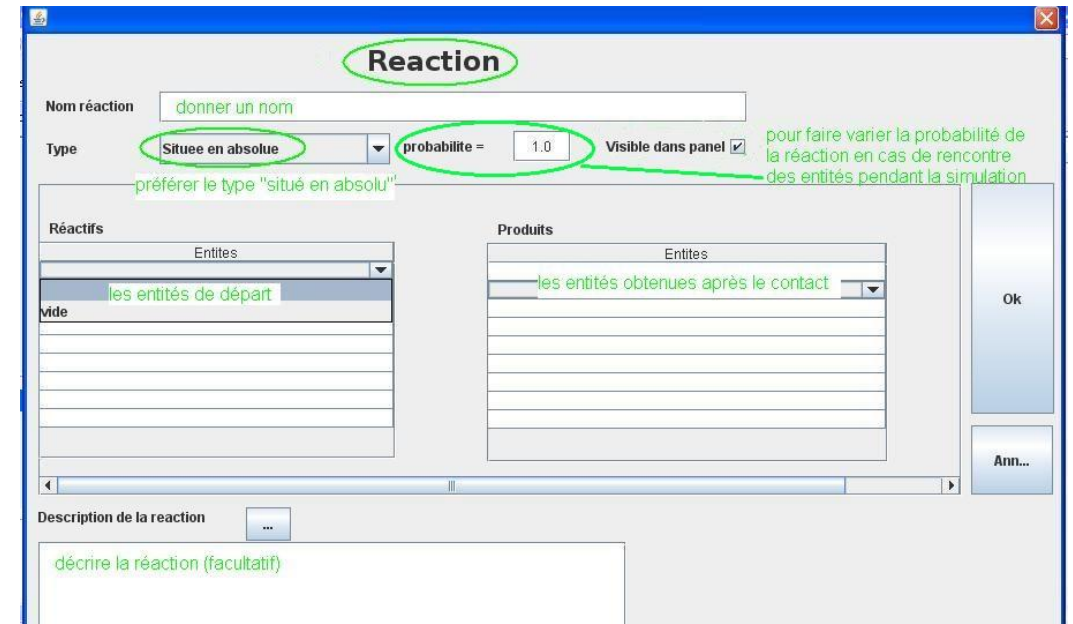 Reaction
Nom réaction
donner un nom
Type
Situee en absolue
probabilite =
1.0
Visible dans panel
pour faire varier la probabilité de
la réaction en cas de rencontre
des entités pendant la simulation
préférer le type "situé en absolu"
Réactifs
Produits
Entites
Entites
les entités de départ
les entités obtenues après le contact
vide
Ok
Ann...
Description de la reaction
...
décrire la réaction (facultatif)